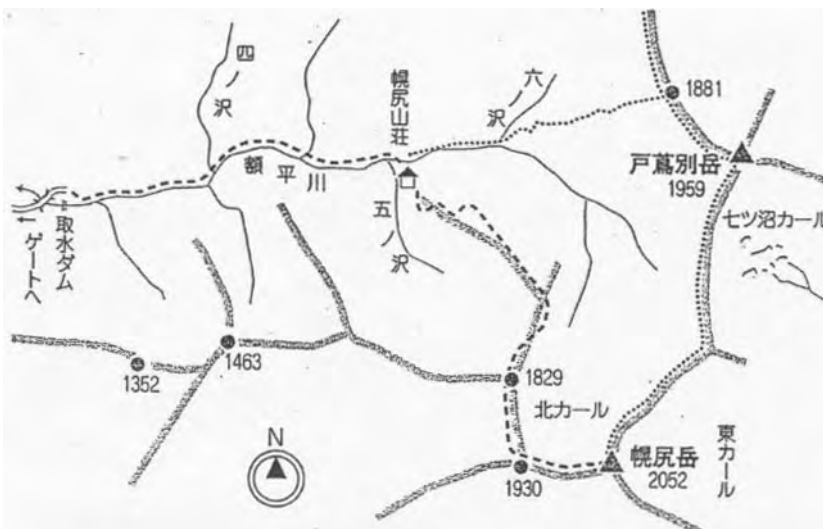 四ノ沢
幌尻山荘
六ノ沢
1881
戸蔦別岳
1959
額平川
七ツ沼カール
取水ダム
ゲートへ
五ノ沢
1352
1463
1829
北カール
N
1930
幌尻岳
2052
東カール